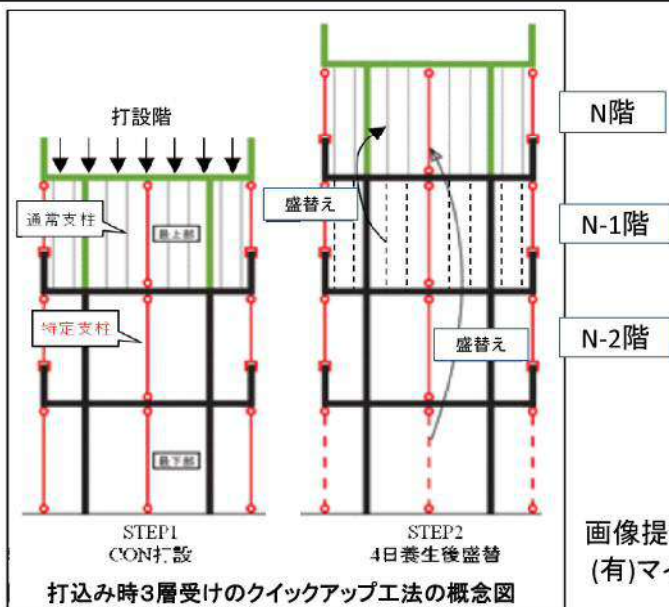 打設階
通常支柱
最上部
特定支柱
最下部
STEP1
CON打設
盛替え
盛替え
STEP2
4日養生後盛替
N階
N-1階
N-2階
打込み時3層受けのクイックアップ工法の概念図
画像提
(有)マイ